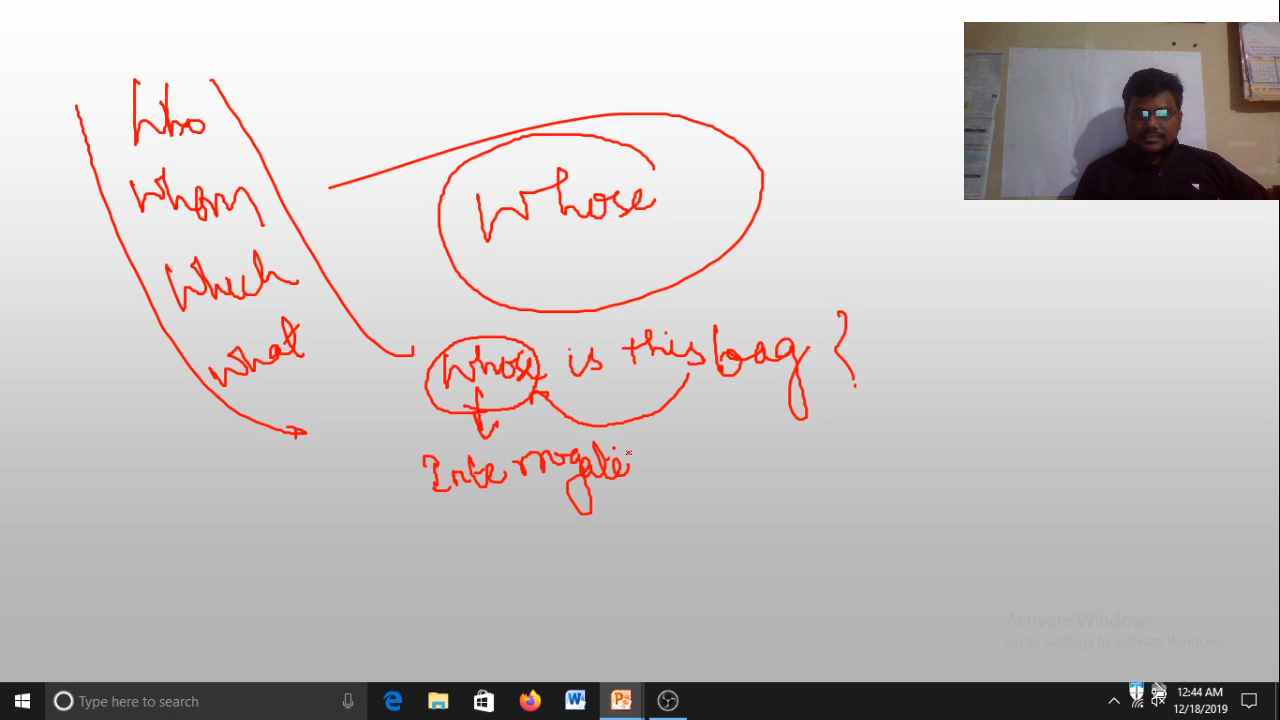 Who
whom
which
what
whose
whose is this bag?
Interrogate
Activate Windows
Go to Settings to activate Windows
Type here to search
12:44 AM
12/18/2019